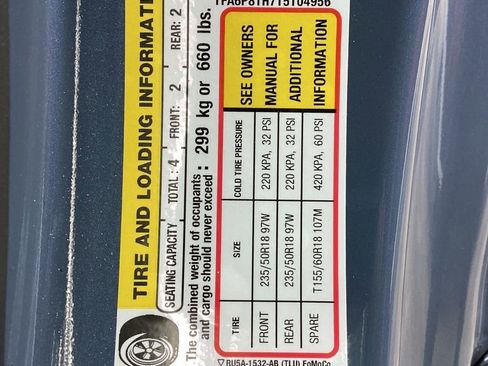 1FA6P8TH7T5104956
TIRE AND LOADING INFORMAT
SEATING CAPACITY TOTAL : 4 FRONT: 2 REAR: 2
The combined weight of occupants
and cargo should never exceed : 299 kg or 660 lbs.
TIRE SIZE COLD TIRE PRESSURE SEE OWNERS
FRONT 235/50R18 97W 220 KPA, 32 PSI MANUAL FOR
REAR 235/50R18 97W 220 KPA, 32 PSI ADDITIONAL
SPARE T155/60R18 107M 420 KPA, 60 PSI INFORMATION
RU5A-1532-AB (TLU) FoMoCo